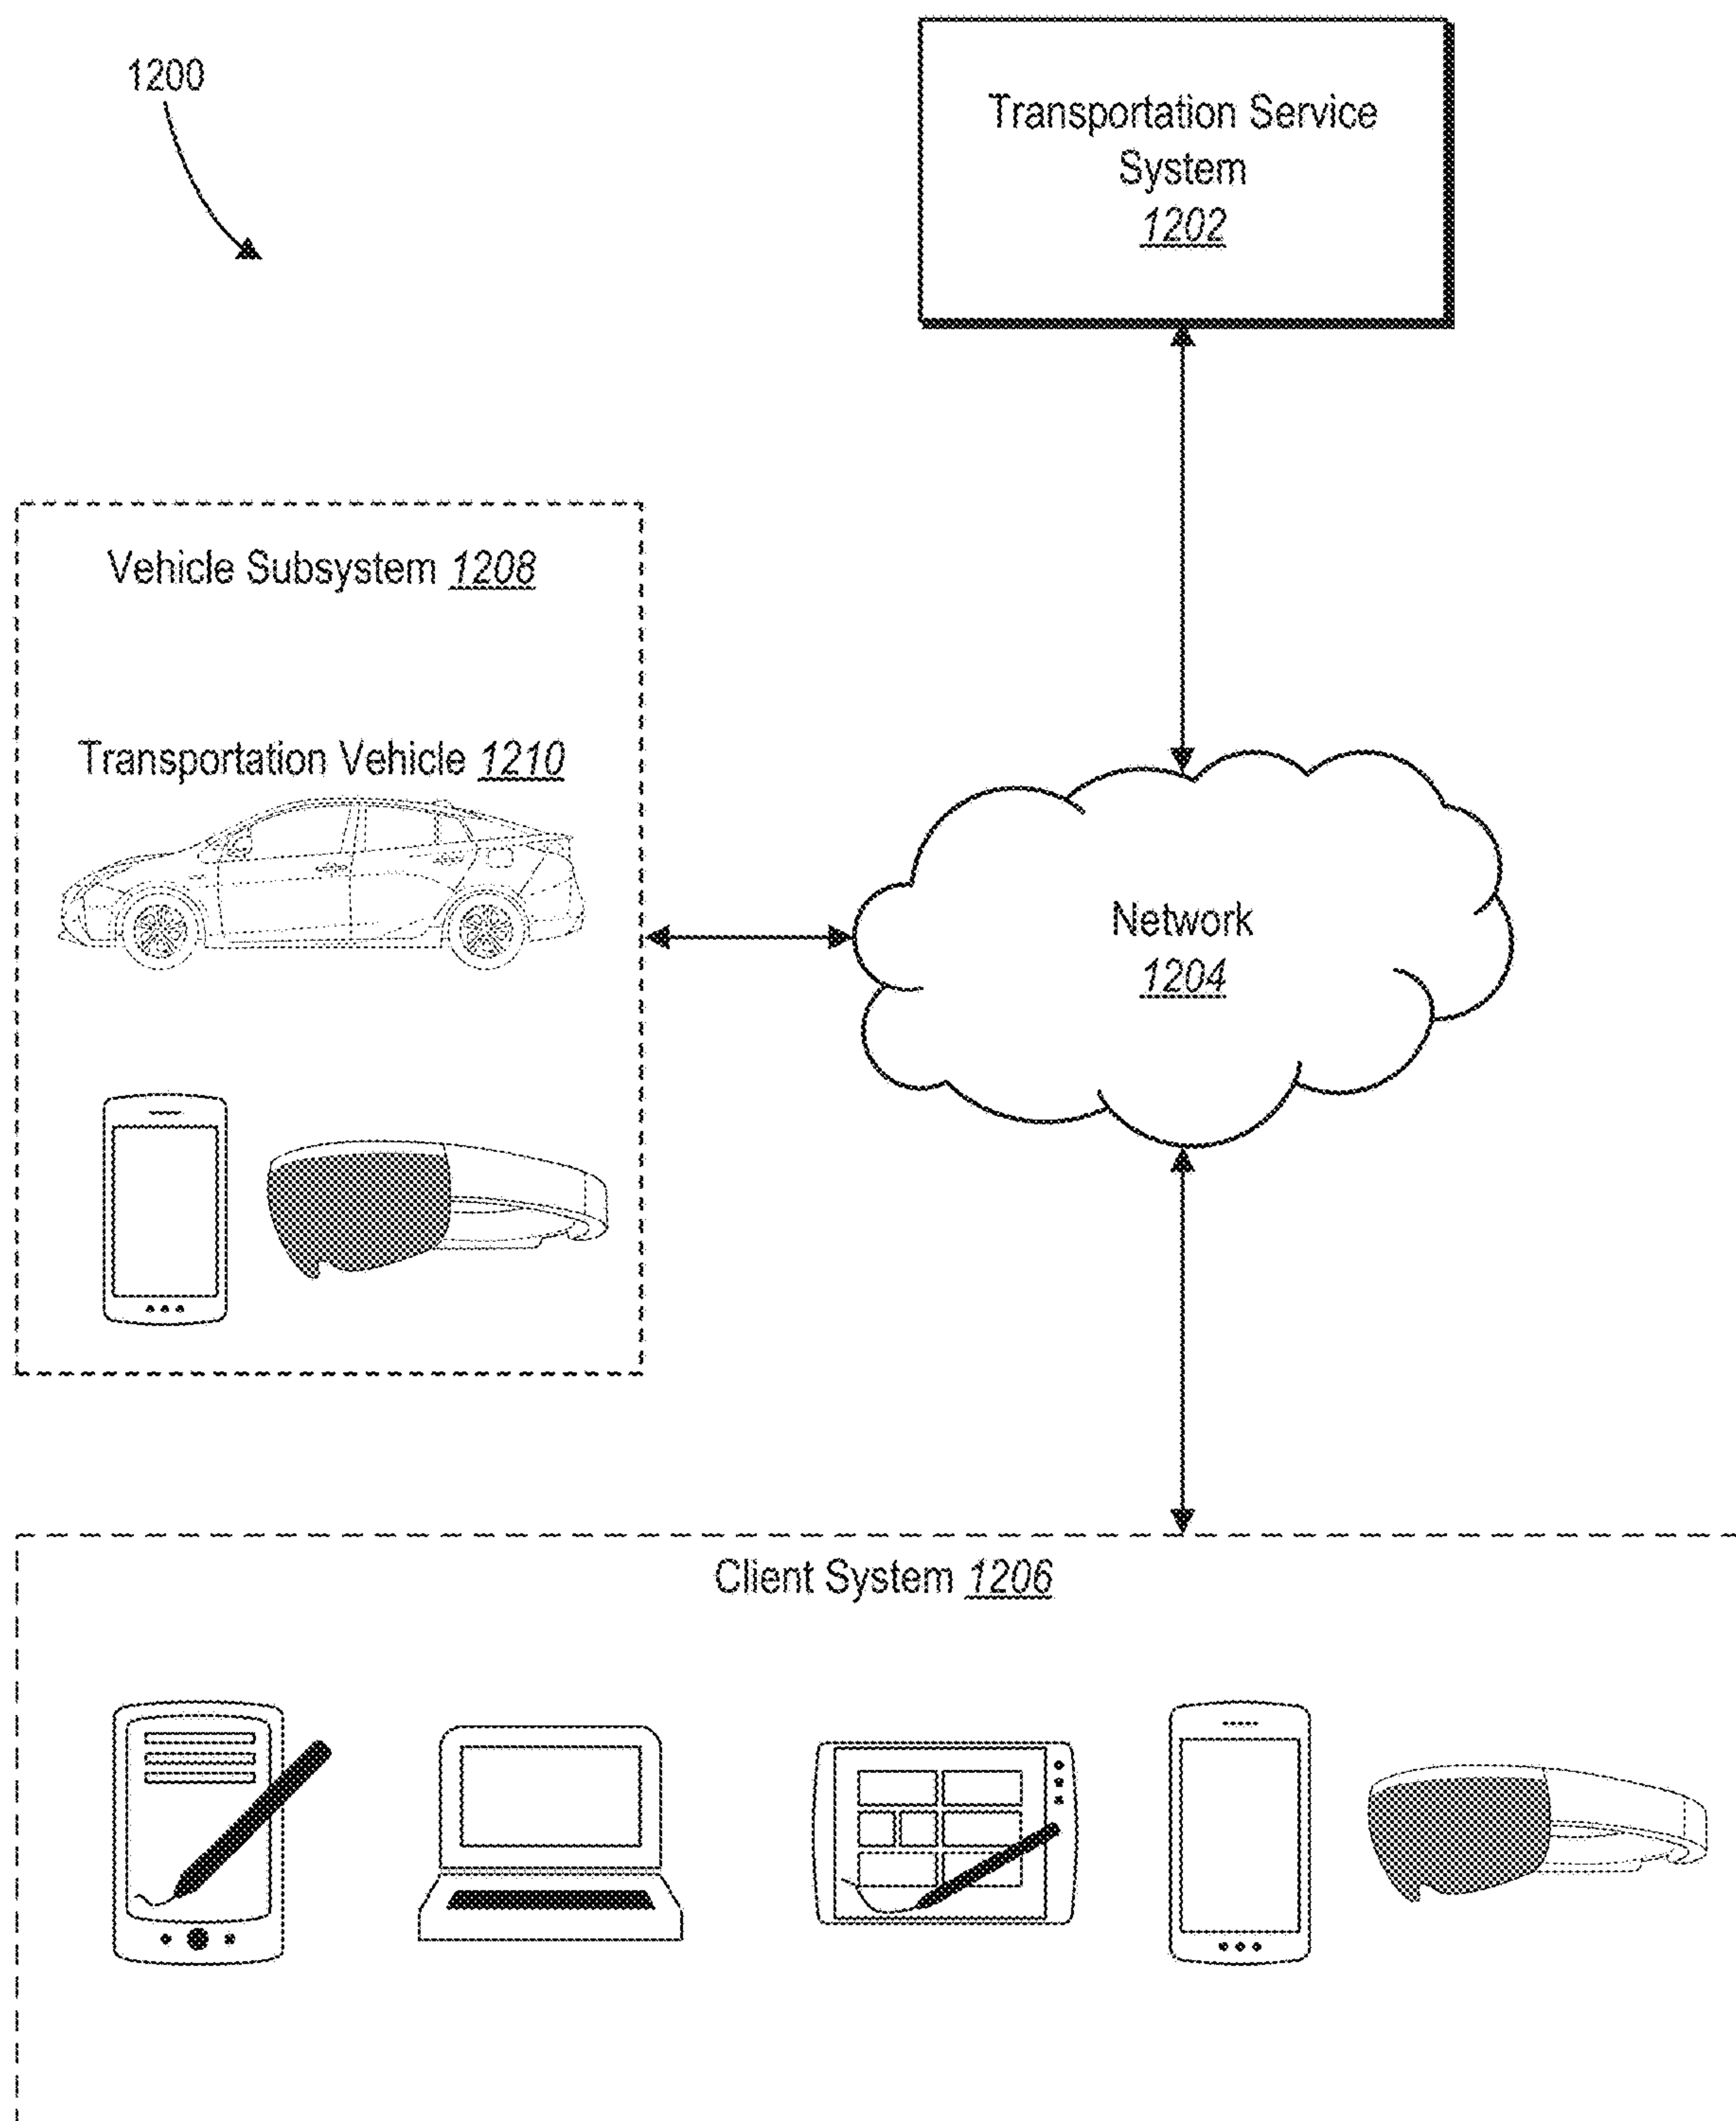 1200
Transportation Service
System
1202
Vehicle Subsystem 1208
Transportation Vehicle 1210
Network
1204
Client System 1206